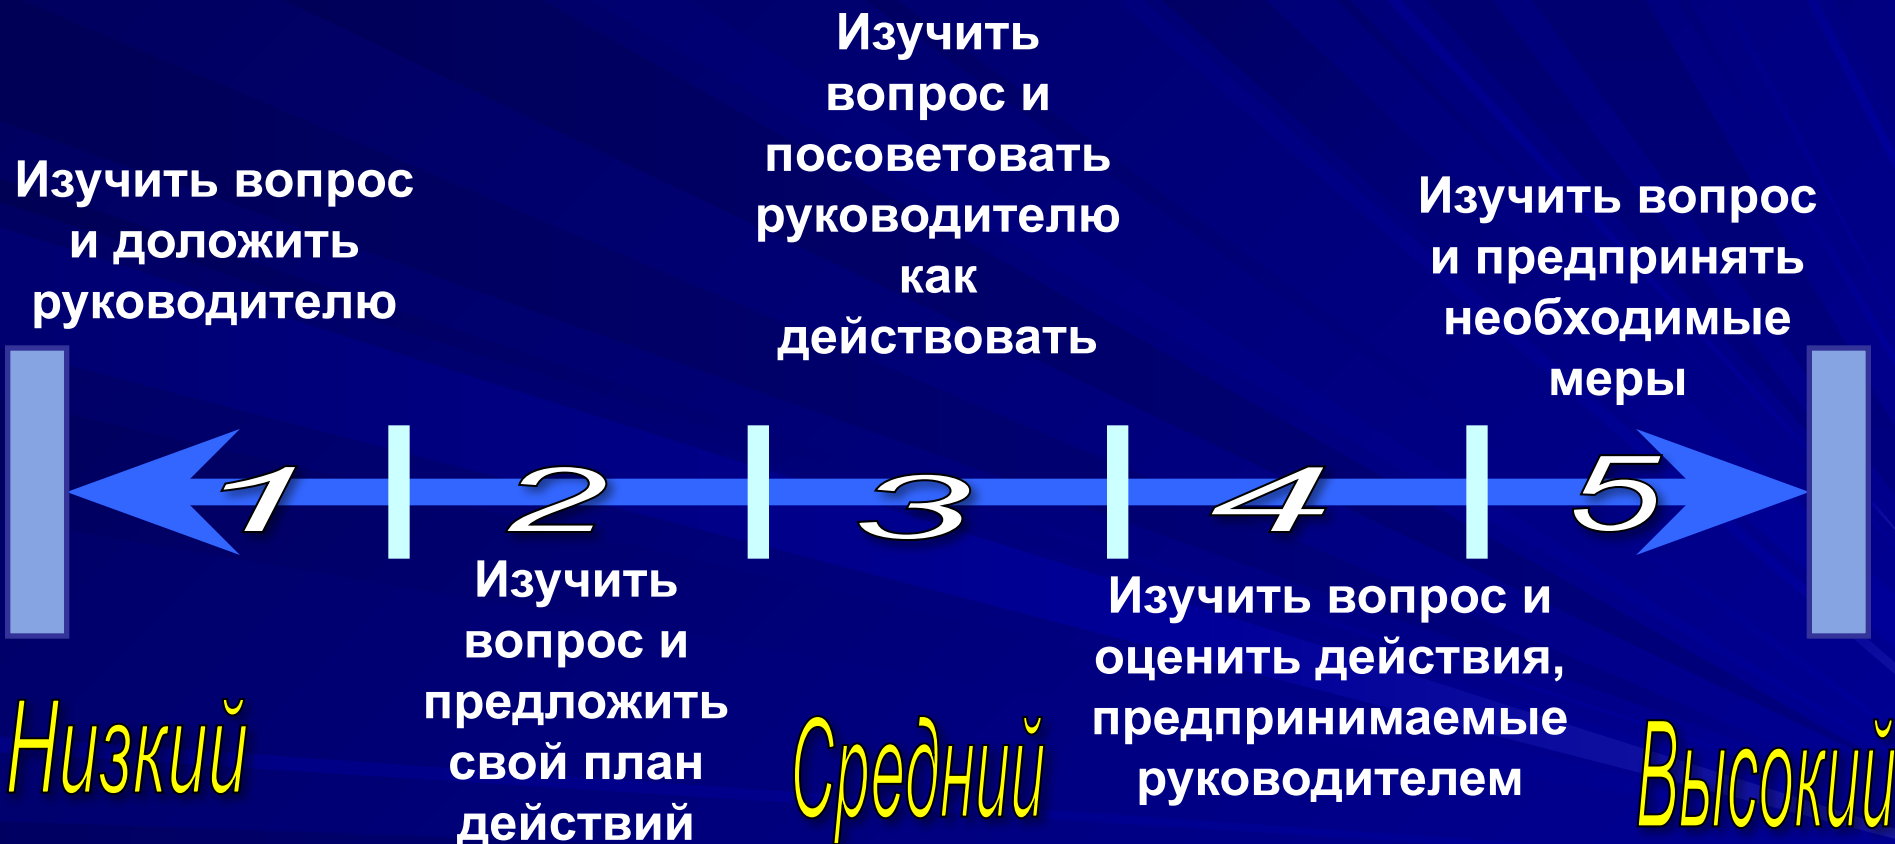 Изучить вопрос
и доложить
руководителю
Изучить
вопрос и
посоветовать
руководителю
как
действовать
Изучить вопрос
и предпринять
необходимые
меры
1 2 3 4 5
Изучить
вопрос и
предложить
свой план
действий
Изучить вопрос и
оценить действия,
предпринимаемые
руководителем
Низкий
Средний
Высокий